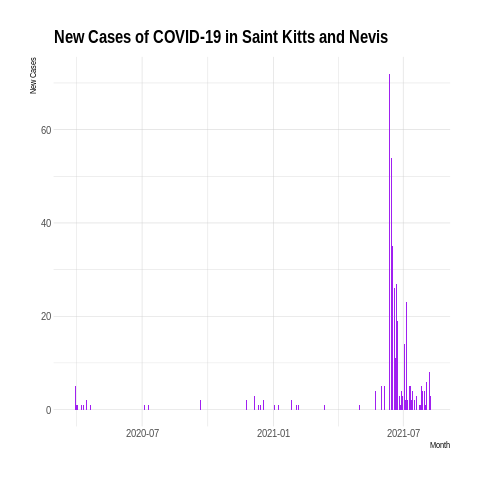 New Cases of COVID-19 in Saint Kitts and Nevis
New Cases
60
40
20
0
2020-07
2021-01
2021-07
Month